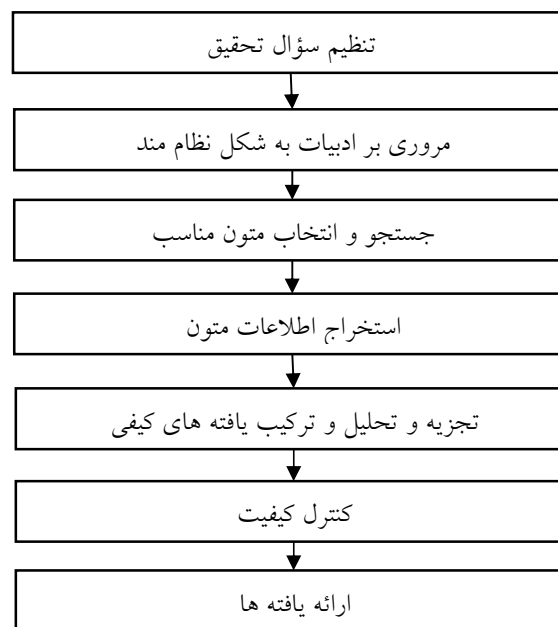 تنظیم سؤال تحقیق
مروری بر ادبیات به شکل نظام مند
جستجو و انتخاب متون مناسب
استخراج اطلاعات متون
تجزیه و تحلیل و ترکیب یافته های کیفی
کنترل کیفیت
ارائه یافته ها